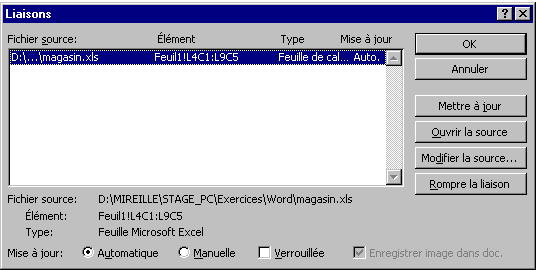 Liaisons
Fichier source: Élément Type Mise à jour
D:\...\magasin.xls Feuil1!L4C1:L9C5 Feuille de cal... Auto.
OK
Annuler
Mettre à jour
Ouvrir la source
Modifier la source...
Rompre la liaison
Fichier source: D:\MIREILLE\STAGE_PC\Exercices\Word\magasin.xls
Élément: Feuil1!L4C1:L9C5
Type: Feuille Microsoft Excel
Mise à jour: Automatique Manuelle Verrouillée Enregistrer image dans doc.